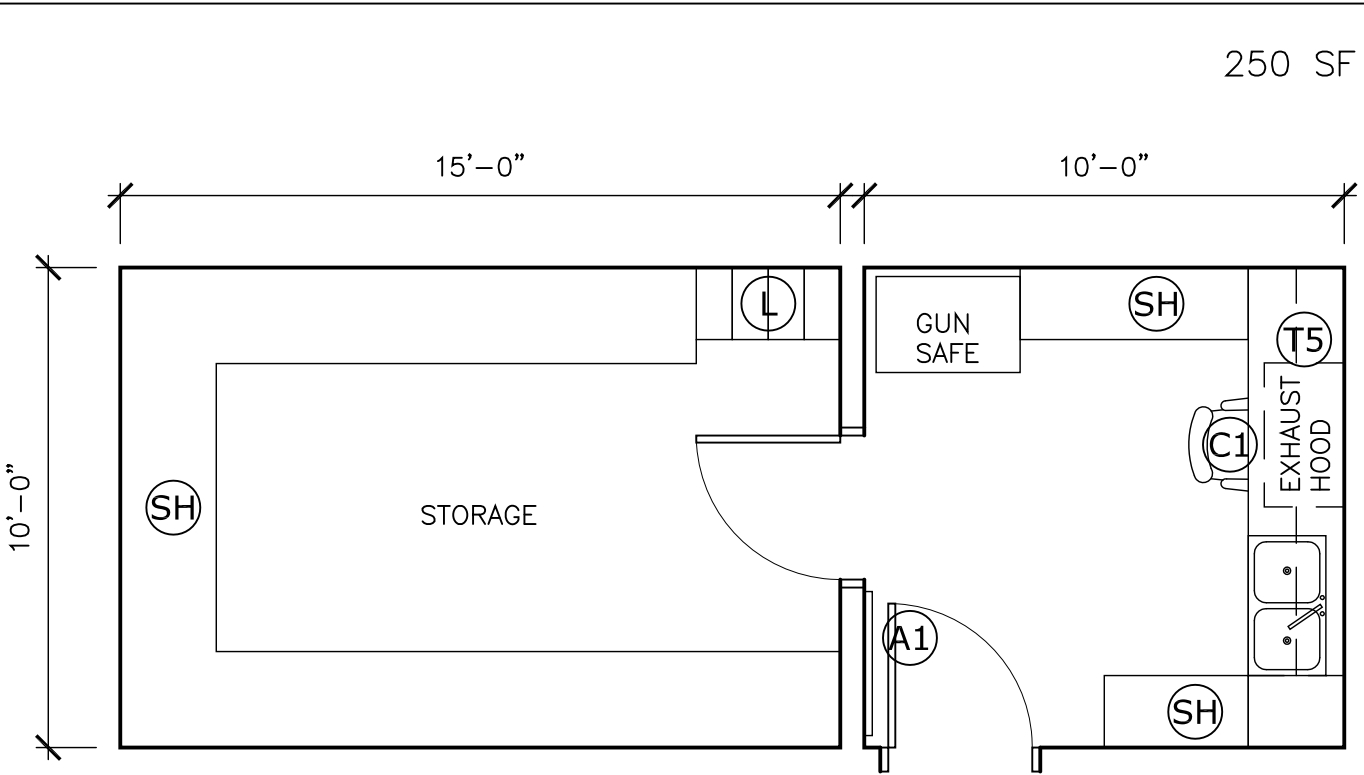 250 SF
15'-0"
10'-0"
L
SH
T5
GUN
SAFE
C1
EXHAUST
HOOD
10'-0"
SH
STORAGE
A1
SH